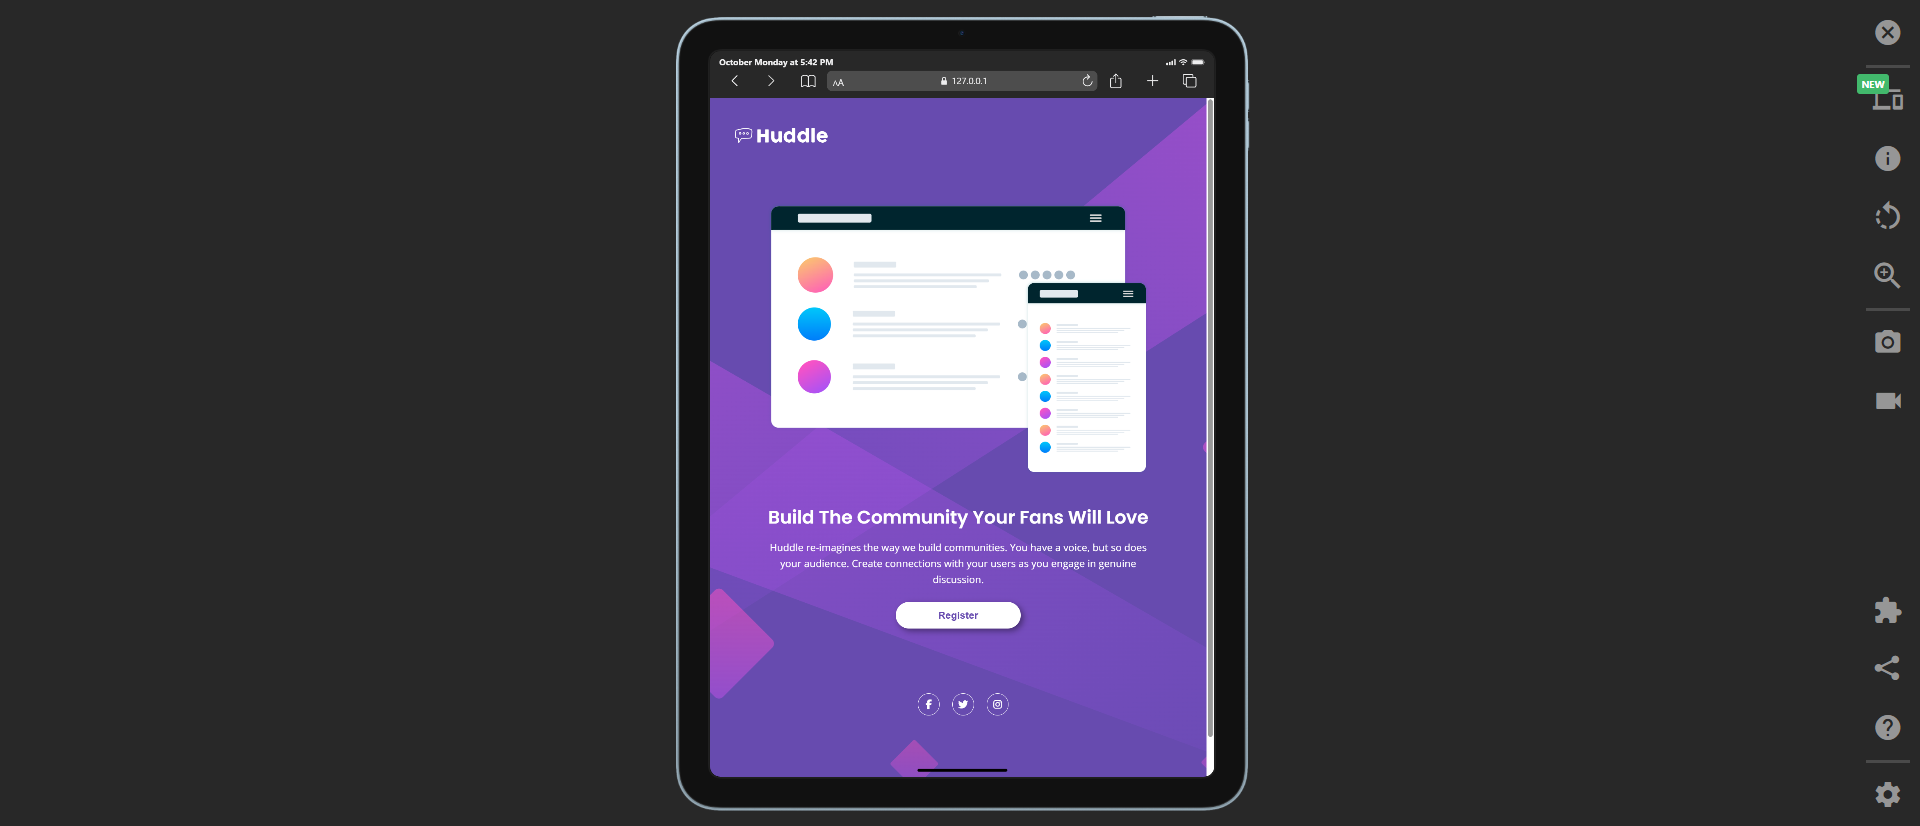 October Monday at 5:42 PM
AA
127.0.0.1
NEW
Huddle
Build The Community Your Fans Will Love
Huddle re-imagines the way we build communities. You have a voice, but so does
your audience. Create connections with your users as you engage in genuine
discussion.
Register